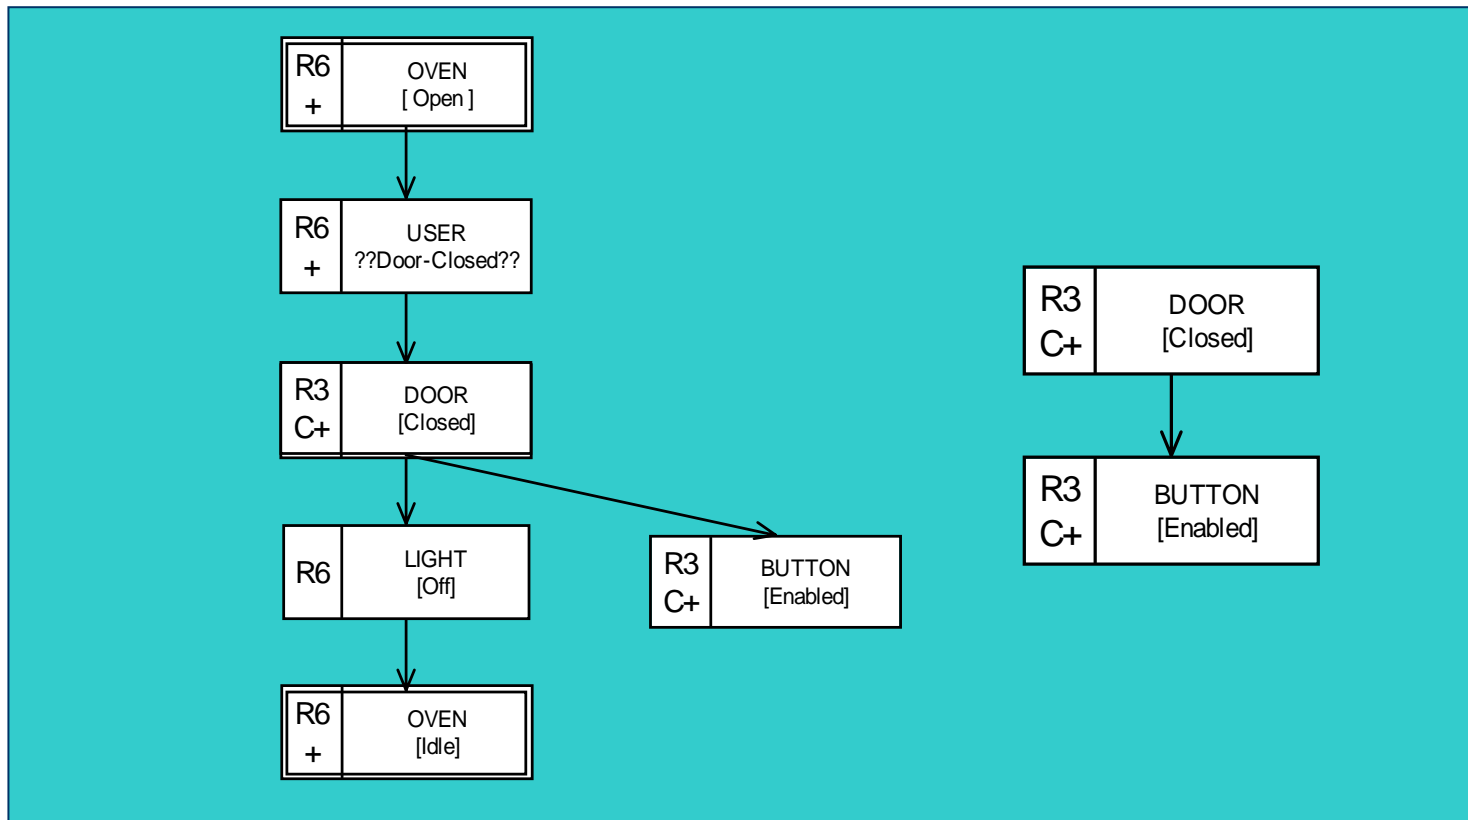 R6
+
OVEN
[ Open ]
R6
+
USER
??Door-Closed??
R3
C+
DOOR
[Closed]
R6
LIGHT
[Off]
R3
C+
BUTTON
[Enabled]
R6
+
OVEN
[Idle]
R3
C+
DOOR
[Closed]
R3
C+
BUTTON
[Enabled]